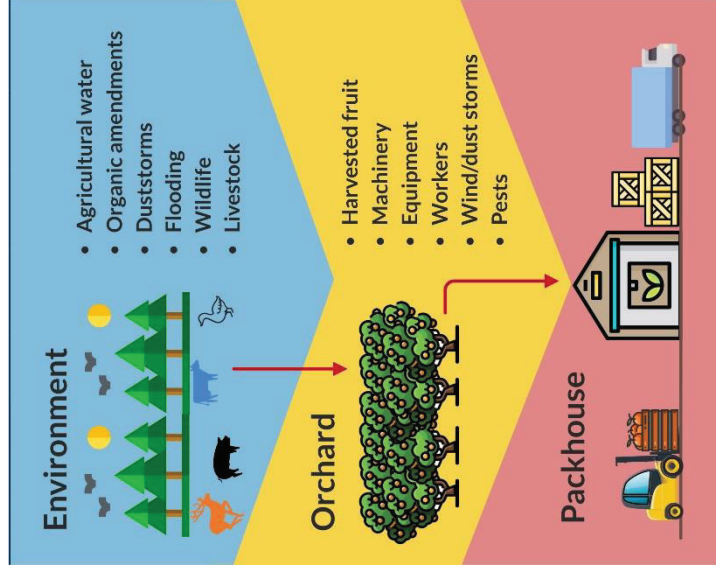 Environment
• Agricultural water
• Organic amendments
• Duststorms
• Flooding
• Wildlife
• Livestock
Orchard
• Harvested fruit
• Machinery
• Equipment
• Workers
• Wind/dust storms
• Pests
Packhouse